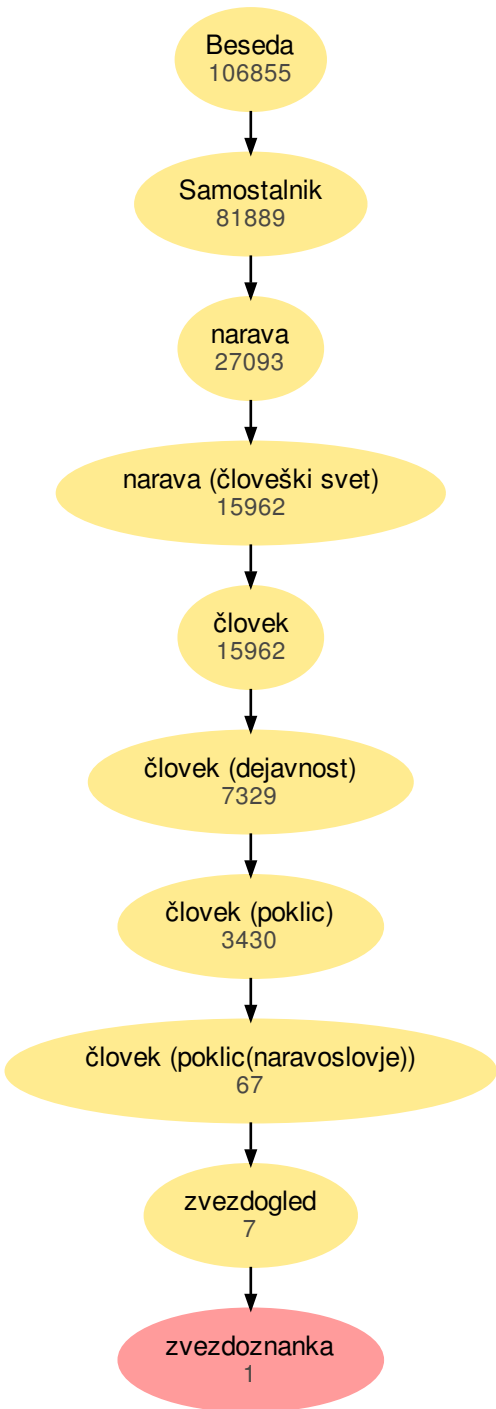 Beseda
106855
Samostalnik
81889
narava
27093
narava (človeški svet)
15962
človek
15962
človek (dejavnost)
7329
človek (poklic)
3430
človek (poklic(naravoslovje))
67
zvezdogled
7
zvezdoznanka
1